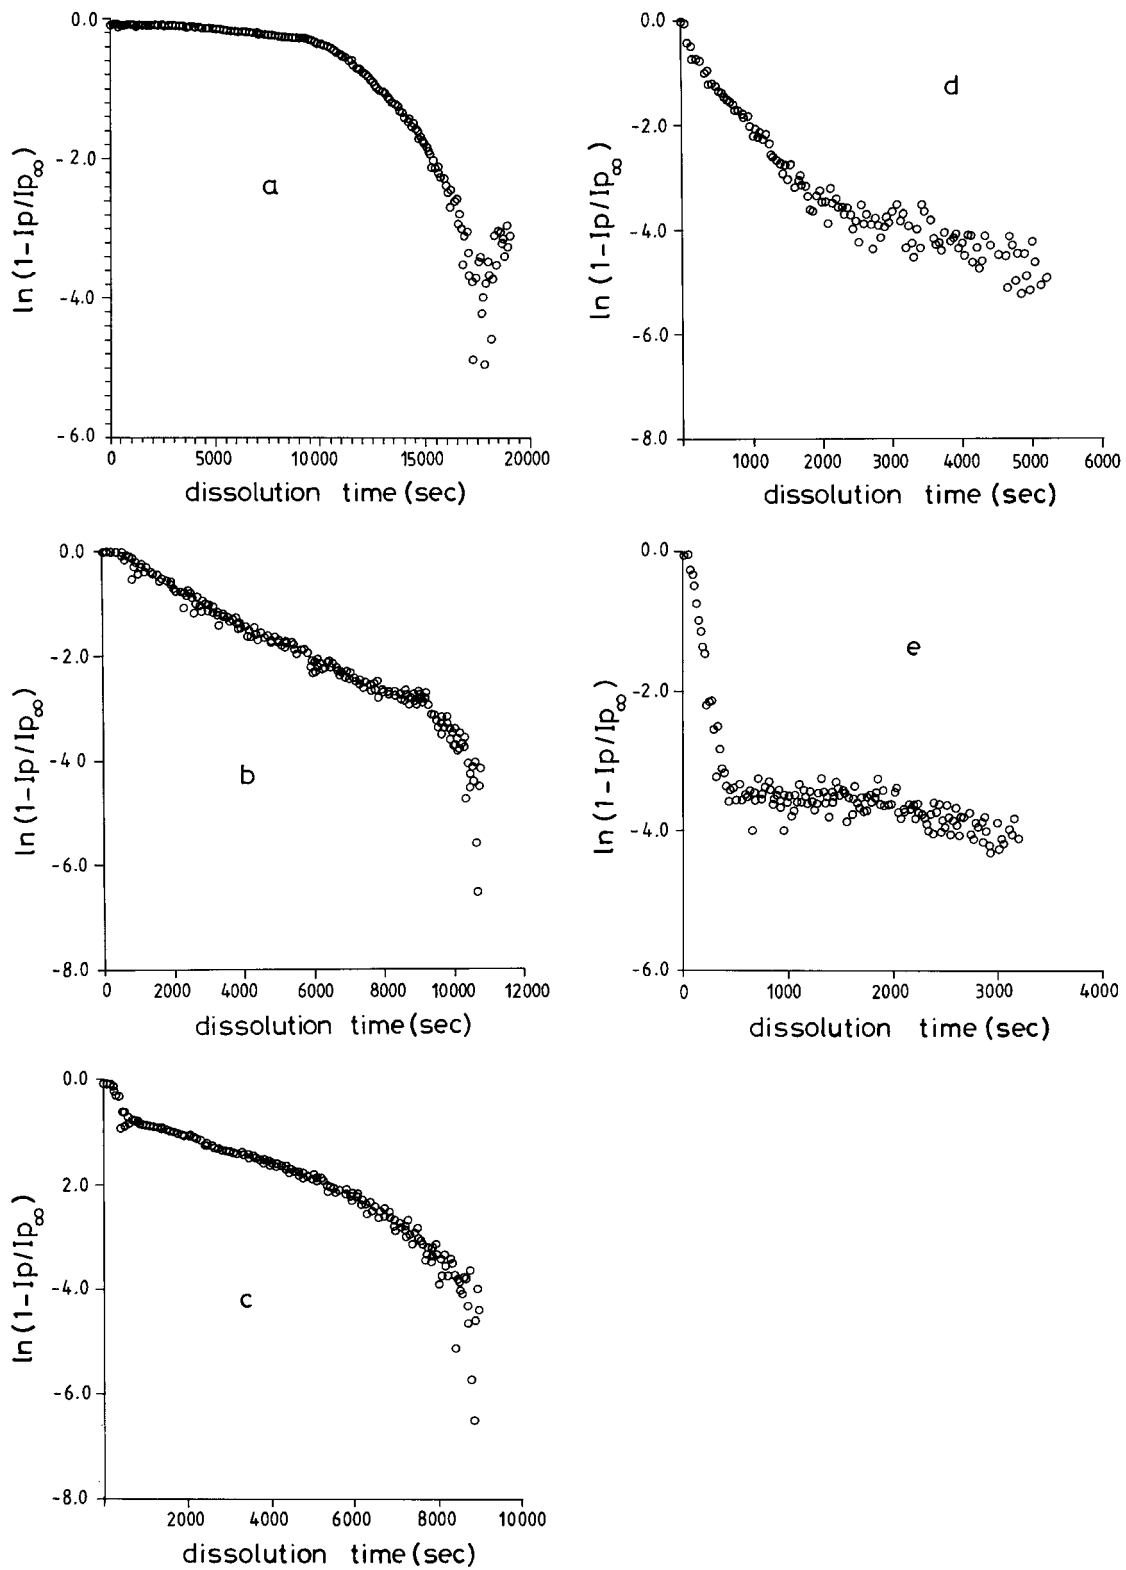 0.0
-2.0
-4.0
-6.0
ln (1-Ip/Ip∞)
a
0 5000 10000 15000 20000
dissolution time (sec)
0.0
-2.0
-4.0
-6.0
-8.0
ln (1-Ip/Ip∞)
d
1000 2000 3000 4000 5000 6000
dissolution time (sec)
0.0
-2.0
-4.0
-6.0
-8.0
ln (1-Ip/Ip∞)
b
0 2000 4000 6000 8000 10000 12000
dissolution time (sec)
0.0
-2.0
-4.0
-6.0
ln (1-Ip/Ip∞)
e
0 1000 2000 3000 4000
dissolution time (sec)
0.0
2.0
-4.0
-6.0
-8.0
ln (1-Ip/Ip∞)
c
2000 4000 6000 8000 10000
dissolution time (sec)